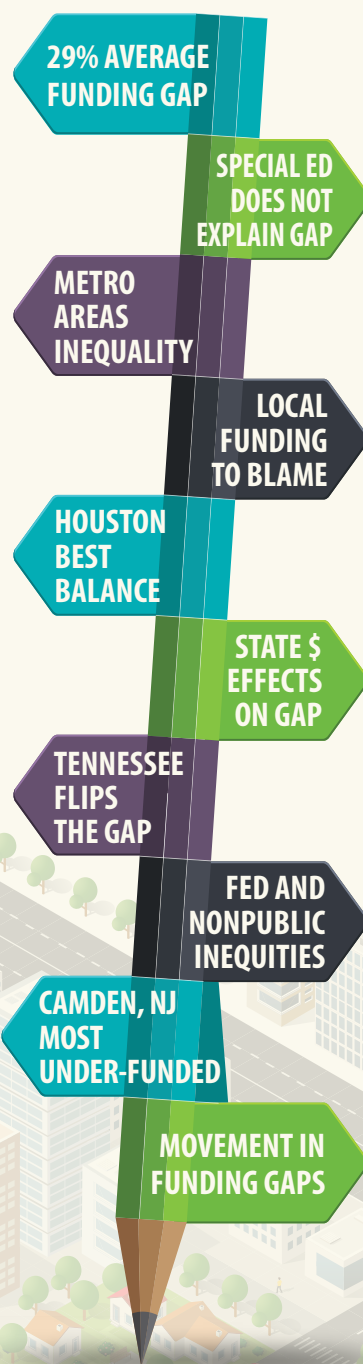 29% AVERAGE
FUNDING GAP
SPECIAL ED
DOES NOT
EXPLAIN GAP
METRO
AREAS
INEQUALITY
LOCAL
FUNDING
TO BLAME
HOUSTON
BEST
BALANCE
STATE $
EFFECTS
ON GAP
TENNESSEE
FLIPS
THE GAP
FED AND
NONPUBLIC
INEQUITIES
CAMDEN, NJ
MOST
UNDER-FUNDED
MOVEMENT IN
FUNDING GAPS